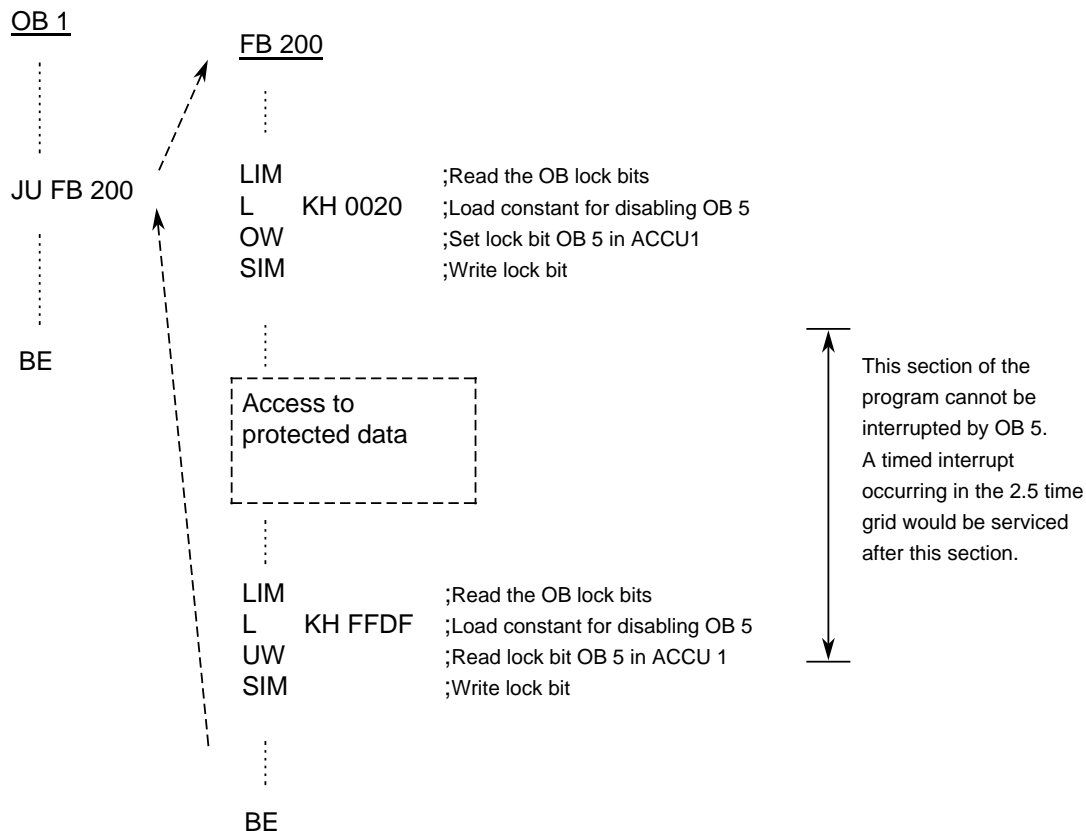 OB 1
JU FB 200
BE
FB 200
LIM ;Read the OB lock bits
L KH 0020 ;Load constant for disabling OB 5
OW ;Set lock bit OB 5 in ACCU1
SIM ;Write lock bit
Access to
protected data
LIM ;Read the OB lock bits
L KH FFDF ;Load constant for disabling OB 5
UW ;Read lock bit OB 5 in ACCU 1
SIM ;Write lock bit
BE
This section of the
program cannot be
interrupted by OB 5.
A timed interrupt
occurring in the 2.5 time
grid would be serviced
after this section.